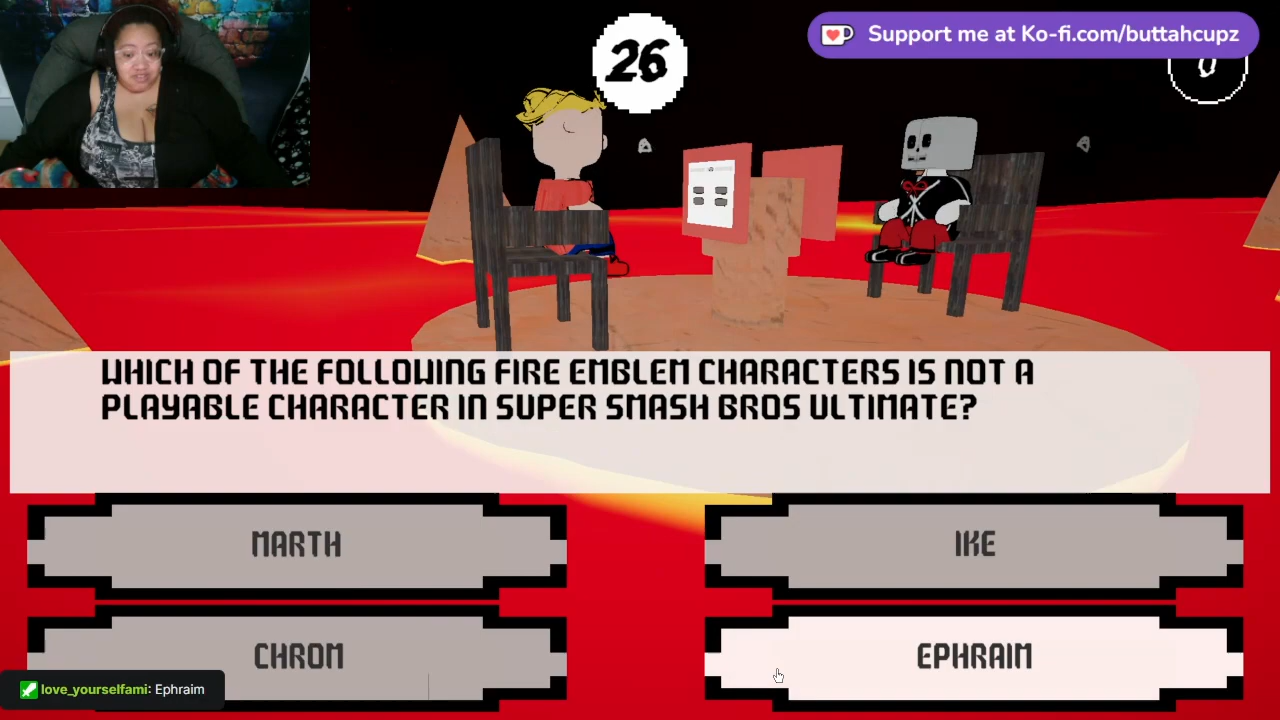 26
Support me at Ko-fi.com/buttahcupz
0
WHICH OF THE FOLLOWING FIRE EMBLEM CHARACTERS IS NOT A
PLAYABLE CHARACTER IN SUPER SMASH BROS ULTIMATE?
MARTH
IKE
CHROM
EPHRAIM
love_yourselfami: Ephraim